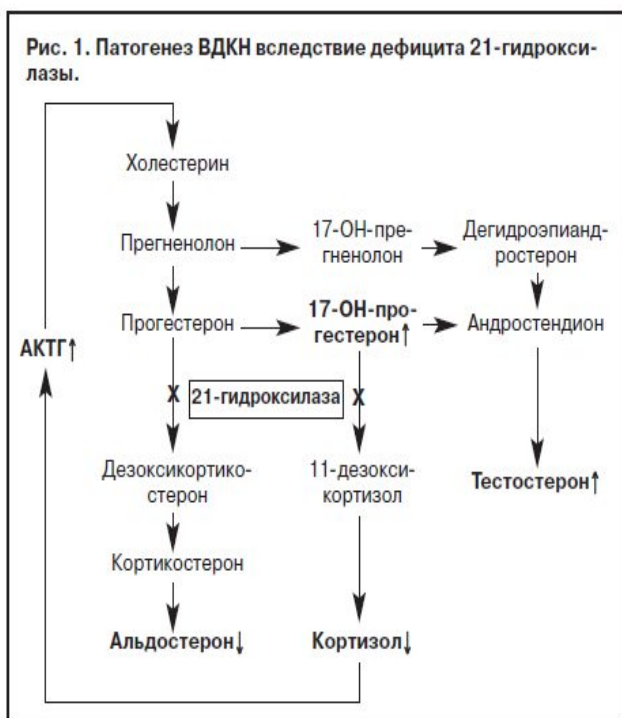 Рис. 1. Патогенез ВДКН вследствие дефицита 21-гидрокси-
лазы.
Холестерин
Прегненолон
17-ОН-пре-
гненолон
Дегидроэпианд-
ростерон
Прогестерон
17-ОН-про-
гестерон↑
Андростендион
АКТГ↑
X 21-гидроксилаза X
Дезоксикортико-
стерон
11-дезокси-
кортизол
Тестостерон↑
Кортикостерон
Альдостерон↓
Кортизол↓